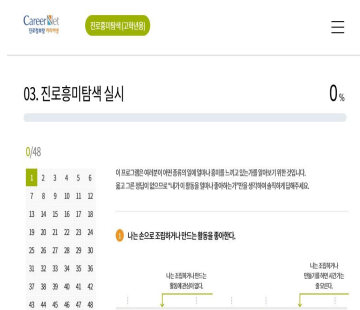 CareerNet
진로정보망 커리어넷
진로흥미탐색(고학년용)
03. 진로흥미탐색 실시
0 %
0/48
1 2 3 4 5 6
7 8 9 10 11 12
13 14 15 16 17 18
19 20 21 22 23 24
25 26 27 28 29 30
31 32 33 34 35 36
37 38 39 40 41 42
43 44 45 46 47 48
이 프로그램은 여러분이 어떤 종류의 일에 얼마나 흥미를 느끼고 있는가를 알아보기 위한 것입니다.
옳고 그른 정답이 없으므로 "내가 이 활동을 얼마나 좋아하는가"만을 생각하여 솔직하게 답해주세요.
1 나는 손으로 조립하거나 만드는 활동을 좋아한다.
나는 조립하거나 만드는
활동에 관심이 없다.
나는 조립하거나
만들기를 하면 시간 가는
줄 모른다.